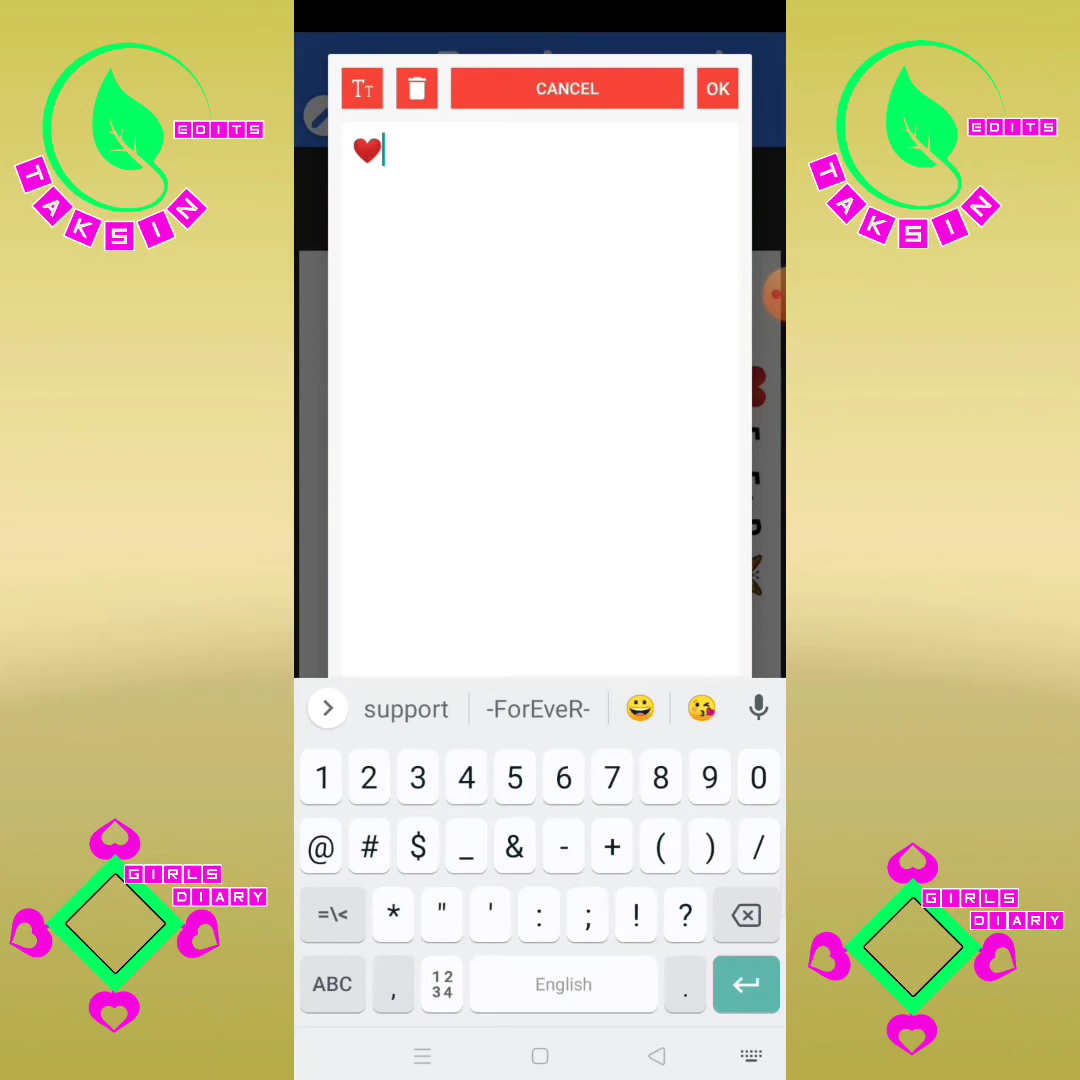 Tт CANCEL OK
❤️
EDITS
TAKSIN
EDITS
TAKSIN
support -ForEveR- 😀 😘
1 2 3 4 5 6 7 8 9 0
@ # $ _ & - + ( ) /
=\< * " ' : ; ! ?
ABC , 12 34 English .
GIRLS
DIARY
GIRLS
DIARY